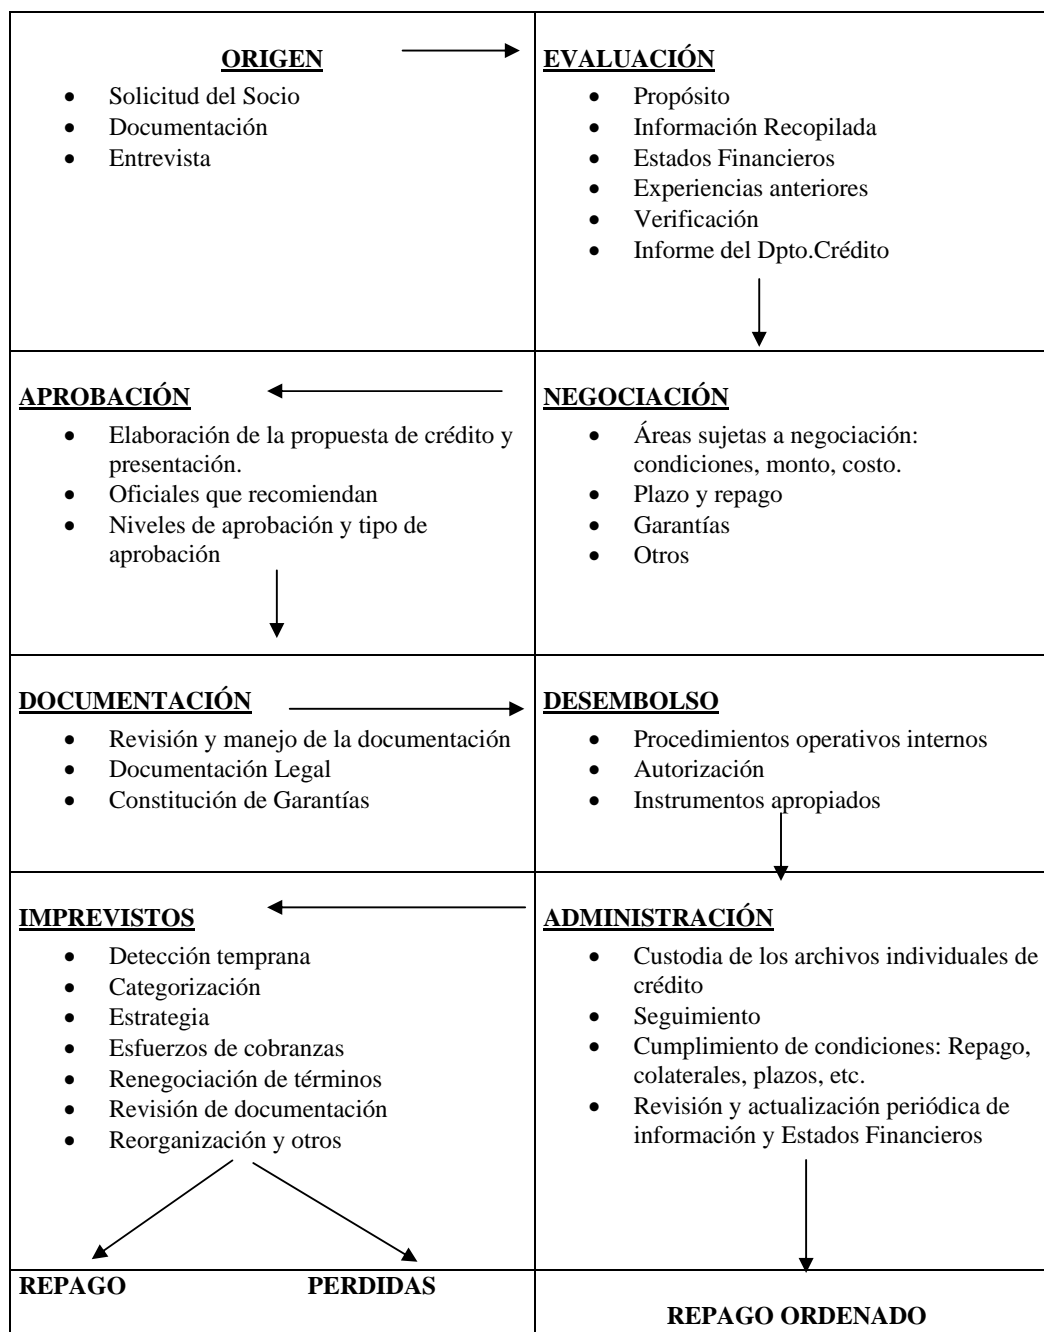 ORIGEN
• Solicitud del Socio
• Documentación
• Entrevista
EVALUACIÓN
• Propósito
• Información Recopilada
• Estados Financieros
• Experiencias anteriores
• Verificación
• Informe del Dpto.Crédito
APROBACIÓN
• Elaboración de la propuesta de crédito y
presentación.
• Oficiales que recomiendan
• Niveles de aprobación y tipo de
aprobación
NEGOCIACIÓN
• Áreas sujetas a negociación:
condiciones, monto, costo.
• Plazo y repago
• Garantías
• Otros
DOCUMENTACIÓN
• Revisión y manejo de la documentación
• Documentación Legal
• Constitución de Garantías
DESEMBOLSO
• Procedimientos operativos internos
• Autorización
• Instrumentos apropiados
IMPREVISTOS
• Detección temprana
• Categorización
• Estrategia
• Esfuerzos de cobranzas
• Renegociación de términos
• Revisión de documentación
• Reorganización y otros
ADMINISTRACIÓN
• Custodia de los archivos individuales de
crédito
• Seguimiento
• Cumplimiento de condiciones: Repago,
colaterales, plazos, etc.
• Revisión y actualización periódica de
información y Estados Financieros
REPAGO PERDIDAS
REPAGO ORDENADO